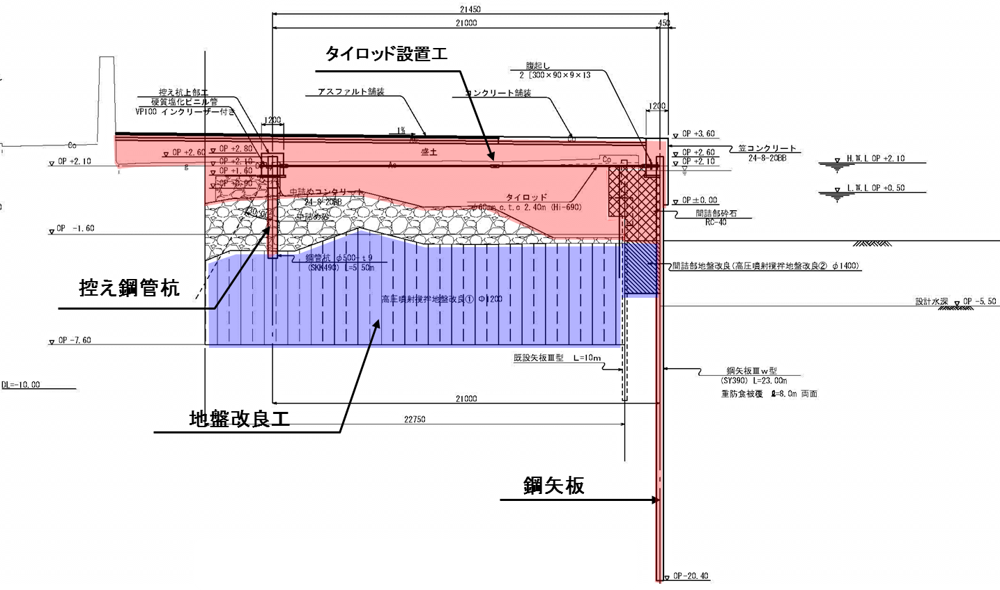 21450
21000
450
タイロッド設置工
腹起し
2 [300×90×9×13
控え杭上部工
硬質塩化ビニル管
VP100 インクリーザー付き
アスファルト舗装
コンクリート舗装
1200
1200
1%
As
Co
OP +3.60
Co
盛土
OP +2.80
OP +2.60
OP +2.60
笠コンクリート
24-8-20BB
OP +2.10
OP +2.10
OP +2.10
Co
Ac
H.W.L OP +2.10
OP +1.60
中詰めコンクリート
24-8-20BB
タイロッド
φ60mm c.t.c 2.40m (Hi-690)
L.W.L OP +0.50
OP±0.00
中詰め砂
間詰部砕石
RC-40
OP -1.60
鋼管杭 φ500-t9
(SKK490) L=5.50m
間詰部地盤改良(高圧噴射撹拌地盤改良② φ1400)
控え鋼管杭
高圧噴射撹拌地盤改良① Φ1200
設計水深 OP -5.50
OP -7.60
既設矢板Ⅲ型 L=10m
鋼矢板Ⅲw型
(SY390) L=23.00m
重防食被覆 ℓ=8.0m 両面
DL=-10.00
21000
地盤改良工
22750
鋼矢板
OP-20.40